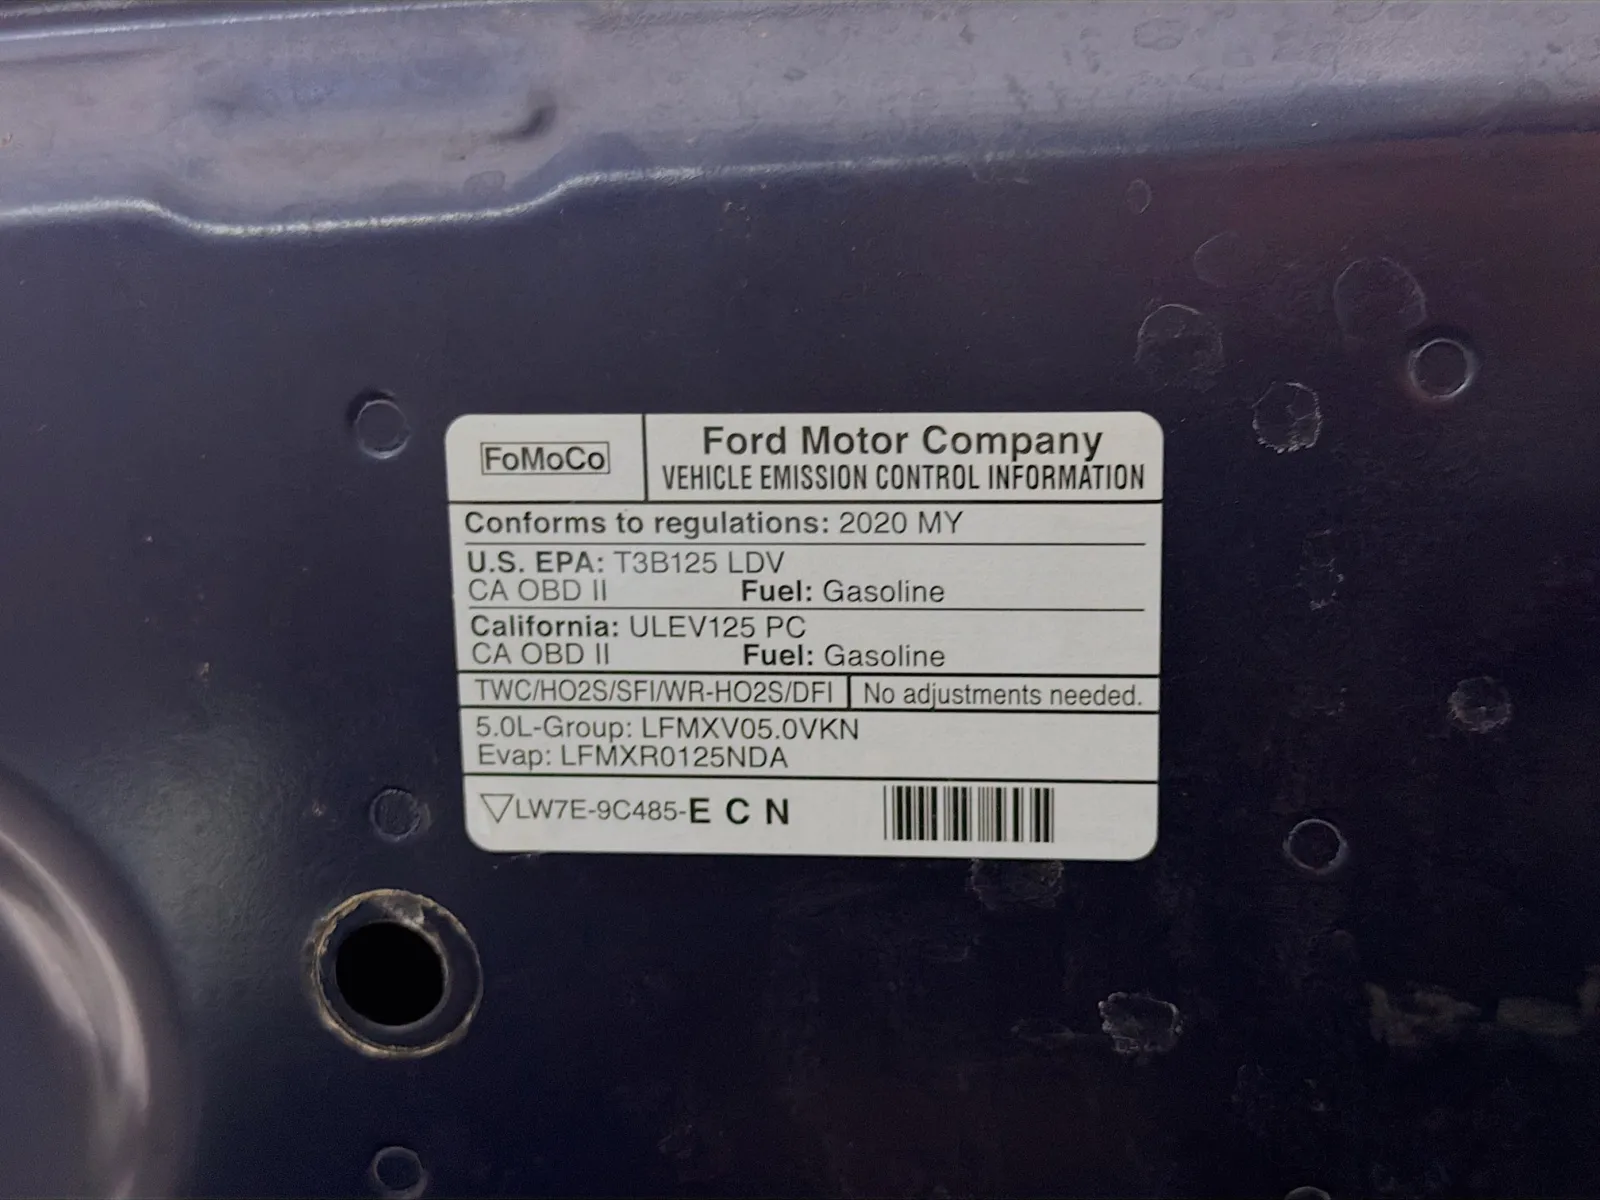 FoMoCo
Ford Motor Company
VEHICLE EMISSION CONTROL INFORMATION
Conforms to regulations: 2020 MY
U.S. EPA: T3B125 LDV
CA OBD II Fuel: Gasoline
California: ULEV125 PC
CA OBD II Fuel: Gasoline
TWC/HO2S/SFI/WR-HO2S/DFI No adjustments needed.
5.0L-Group: LFMXV05.0VKN
Evap: LFMXR0125NDA
LW7E-9C485-E C N